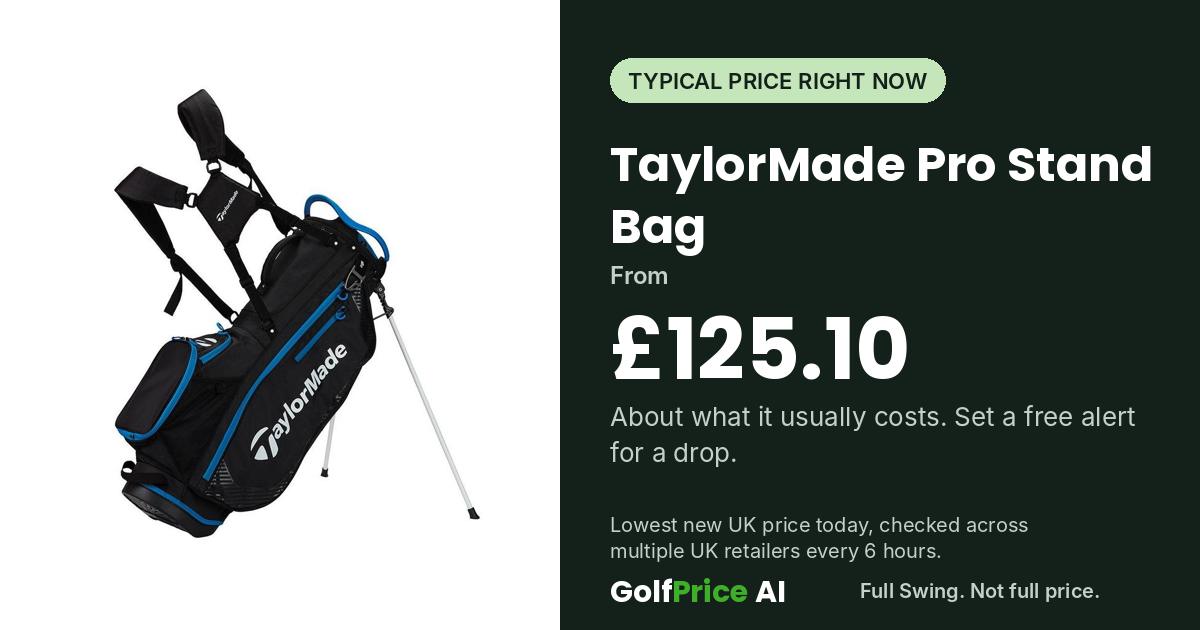 TYPICAL PRICE RIGHT NOW
TaylorMade Pro Stand
Bag
From
£125.10
About what it usually costs. Set a free alert
for a drop.
Lowest new UK price today, checked across
multiple UK retailers every 6 hours.
GolfPrice AI
Full Swing. Not full price.
TaylorMade
TaylorMade